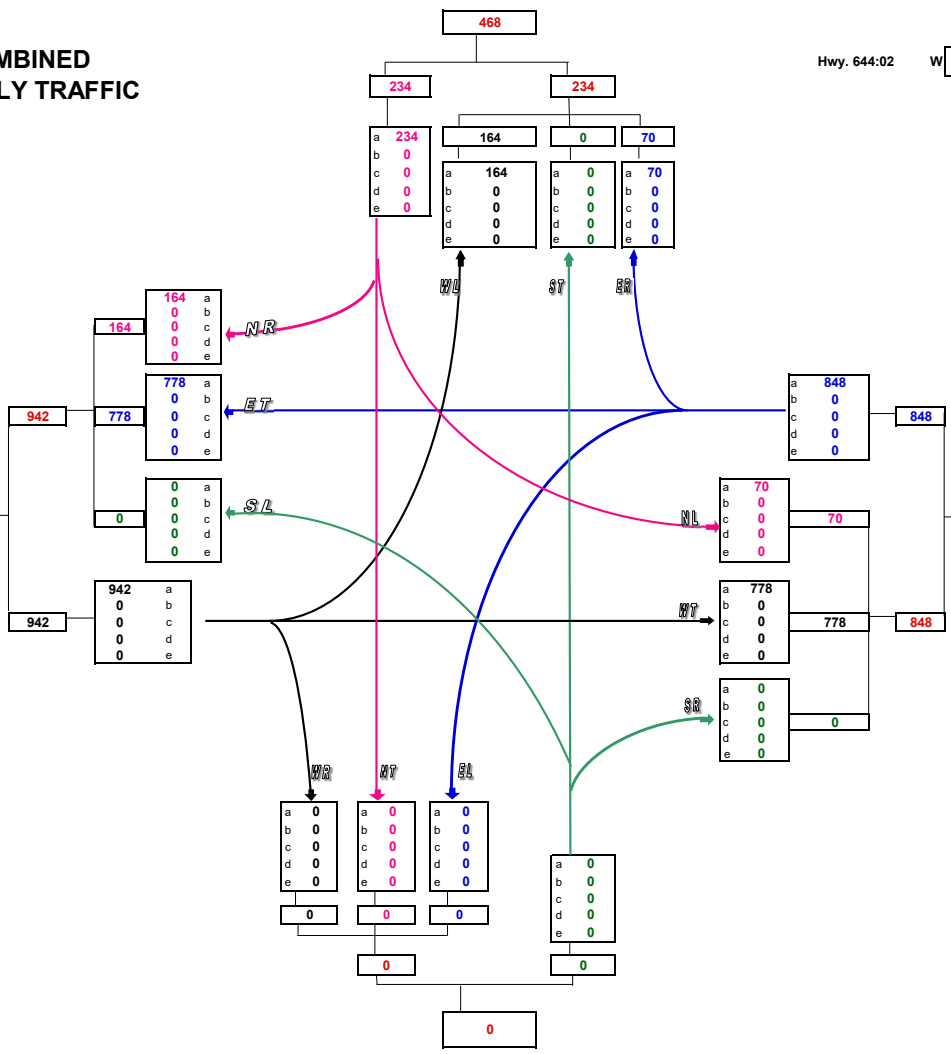 468
MBINED
LY TRAFFIC
Hwy. 644:02 W
234 234
164 0 70
a 234
b 0
c 0
d 0
e 0
a 164
b 0
c 0
d 0
e 0
a 0
b 0
c 0
d 0
e 0
a 70
b 0
c 0
d 0
e 0
WL ST ER
164 a
0 b
0 c
0 d
0 e
164
NR
778 a
0 b
0 c
0 d
0 e
942 778
ET
a 848
b 0
c 0
d 0
e 0
848
0 a
0 b
0 c
0 d
0 e
0
SL
NL
a 70
b 0
c 0
d 0
e 0
70
942
942 a
0 b
0 c
0 d
0 e
WT
a 778
b 0
c 0
d 0
e 0
778 848
SR
a 0
b 0
c 0
d 0
e 0
0
WR NT EL
a 0
b 0
c 0
d 0
e 0
a 0
b 0
c 0
d 0
e 0
a 0
b 0
c 0
d 0
e 0
a 0
b 0
c 0
d 0
e 0
0 0 0
0 0
0